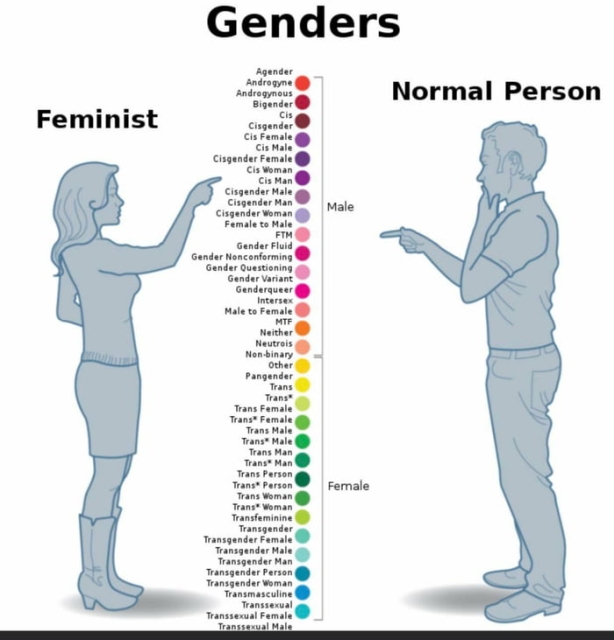 Genders
Feminist
Normal Person
Agender
Androgyne
Androgynous
Bigender
Cis
Cisgender
Cis Female
Cis Male
Cisgender Female
Cis Woman
Cis Man
Cisgender Male
Cisgender Man
Cisgender Woman
Female to Male
FTM
Gender Fluid
Gender Nonconforming
Gender Questioning
Gender Variant
Genderqueer
Intersex
Male to Female
MTF
Neither
Neutrois
Non-binary
Other
Pangender
Trans
Trans*
Trans Female
Trans* Female
Trans Male
Trans* Male
Trans Man
Trans* Man
Trans Person
Trans* Person
Trans Woman
Trans* Woman
Transfeminine
Transgender
Transgender Female
Transgender Male
Transgender Man
Transgender Person
Transgender Woman
Transmasculine
Transsexual
Transsexual Female
Transsexual Male
Male
Female